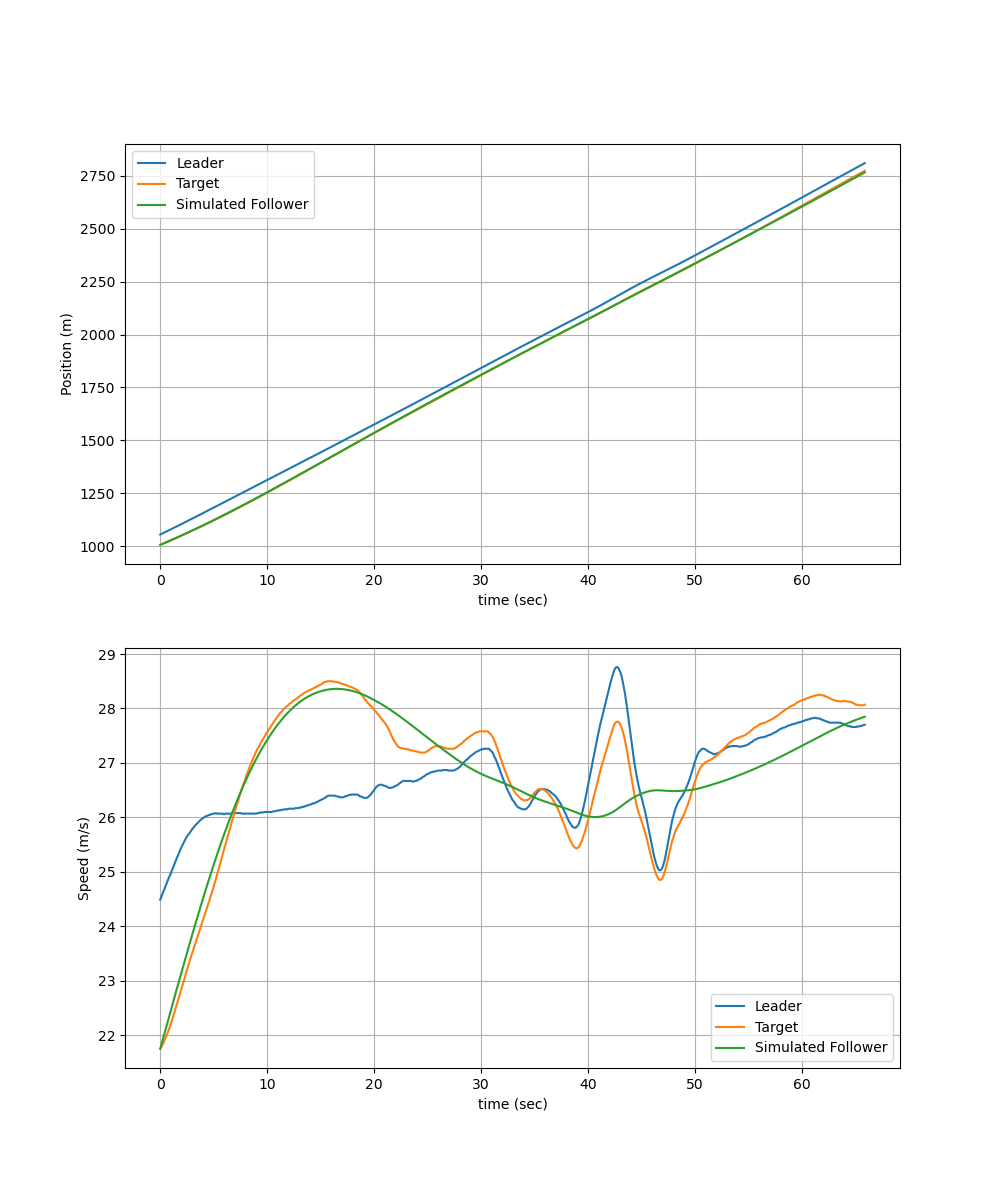 Leader
Target
Simulated Follower
2750
2500
2250
2000
1750
1500
1250
1000
Position (m)
0 10 20 30 40 50 60
time (sec)
29
28
27
26
25
24
23
22
Speed (m/s)
Leader
Target
Simulated Follower
0 10 20 30 40 50 60
time (sec)